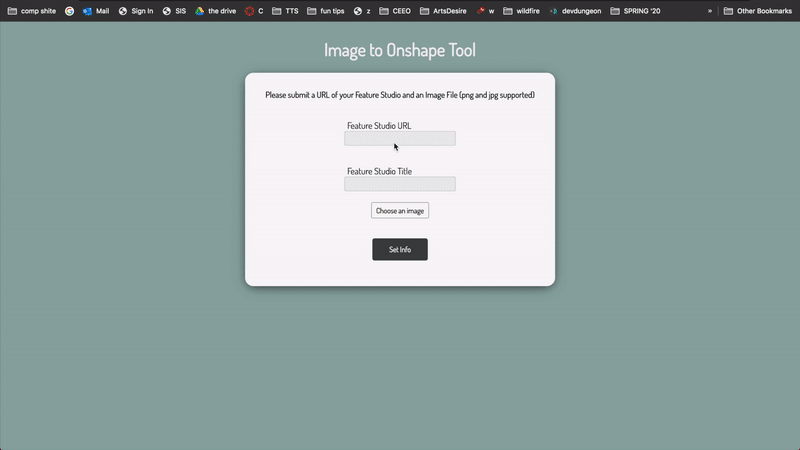 comp shite Mail Sign In SIS the drive C TTS fun tips z CEEO ArtsDesire w wildfire devdungeon SPRING '20 » Other Bookmarks
Image to Onshape Tool
Please submit a URL of your Feature Studio and an Image File (png and jpg supported)
Feature Studio URL
Feature Studio Title
Choose an image
Set Info